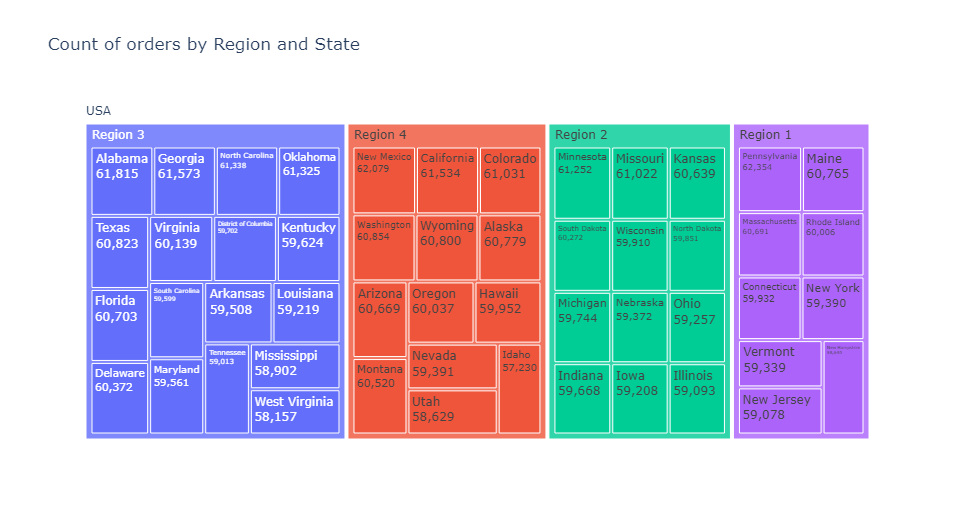 Count of orders by Region and State
USA
Region 3
Alabama
61,815
Georgia
61,573
North Carolina
61,338
Oklahoma
61,325
Texas
60,823
Virginia
60,139
District of Columbia
59,702
Kentucky
59,624
Florida
60,703
South Carolina
59,599
Arkansas
59,508
Louisiana
59,219
Delaware
60,372
Maryland
59,561
Tennessee
59,013
Mississippi
58,902
West Virginia
58,157
Region 4
New Mexico
62,079
California
61,534
Colorado
61,031
Washington
60,854
Wyoming
60,800
Alaska
60,779
Arizona
60,669
Oregon
60,037
Hawaii
59,952
Montana
60,520
Nevada
59,391
Idaho
57,230
Utah
58,629
Region 2
Minnesota
61,252
Missouri
61,022
Kansas
60,639
South Dakota
60,272
Wisconsin
59,910
North Dakota
59,851
Michigan
59,744
Nebraska
59,372
Ohio
59,257
Indiana
59,668
Iowa
59,208
Illinois
59,093
Region 1
Pennsylvania
62,354
Maine
60,765
Massachusetts
60,691
Rhode Island
60,006
Connecticut
59,932
New York
59,390
Vermont
59,339
New Hampshire
New Jersey
59,078